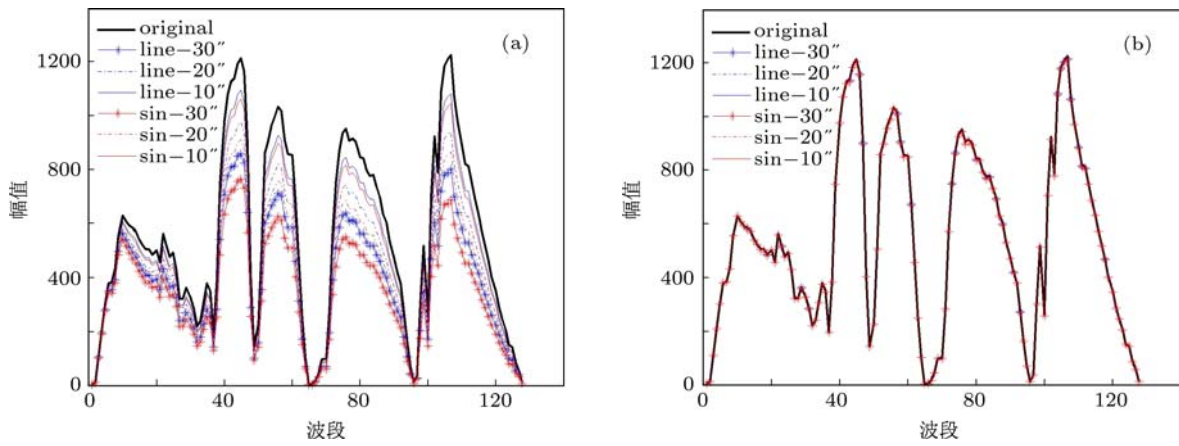 original
line−30″
line−20″
line−10″
sin−30″
sin−20″
sin−10″
(a)
1200
800
400
0
0
40
80
120
幅值
波段
original
line−30″
line−20″
line−10″
sin−30″
sin−20″
sin−10″
(b)
1200
800
400
0
0
40
80
120
幅值
波段